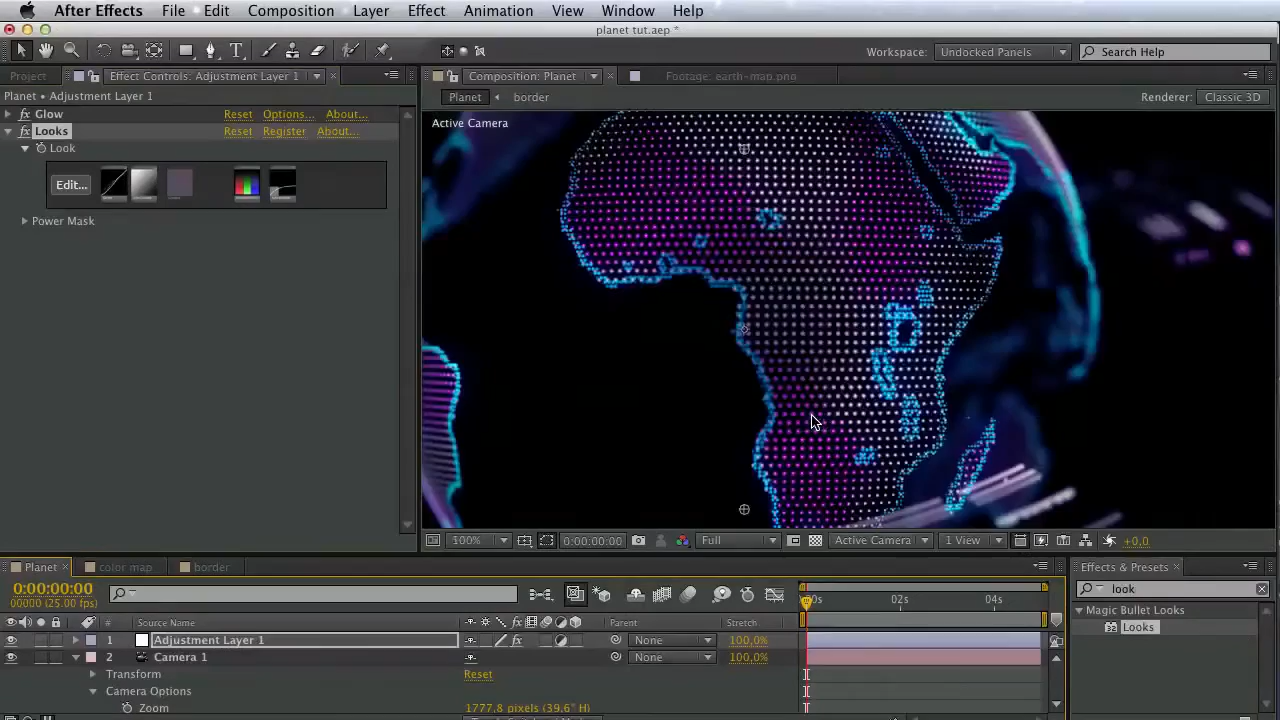 After Effects File Edit Composition Layer Effect Animation View Window Help
planet tut.aep *
Workspace: Undocked Panels Search Help
Project Effect Controls: Adjustment Layer 1 Composition: Planet Footage: earth-map.png
Planet • Adjustment Layer 1
Planet border Renderer: Classic 3D
fx Glow Reset Options... About...
Active Camera
fx Looks Reset Register About...
Look
Edit...
Power Mask
100% 0:00:00:00 Full Active Camera 1 View +0,0
Planet color map border Effects & Presets
0:00:00:00
00000 (25.00 fps)
look
00s 02s 04s
Magic Bullet Looks
# Source Name Parent Stretch
Looks
1 Adjustment Layer 1 None 100,0%
2 Camera 1 None 100,0%
Transform Reset
Camera Options
Zoom 1777,8 pixels (39,6° H)